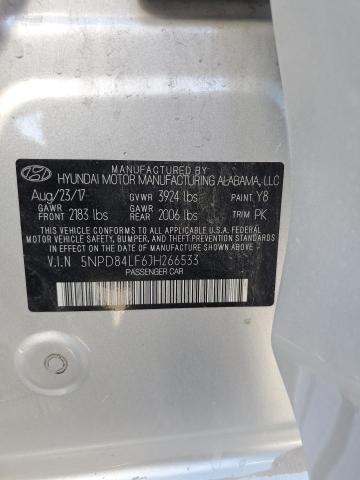 MFD BY
HYUNDAI MOTOR MANUFACTURING ALABAMA, LLC
Aug/23/17 GVWR 3924 lbs PAINT Y8
GAWR FRONT 2183 lbs GAWR REAR 2006 lbs TRIM PK
THIS VEHICLE CONFORMS TO ALL APPLICABLE U.S.A. FEDERAL
MOTOR VEHICLE SAFETY, BUMPER, AND THEFT PREVENTION
STANDARDS IN EFFECT ON THE DATE OF MANUFACTURE SHOWN ABOVE.
V.I.N 5NPD84LF6JH266533
PASSENGER CAR